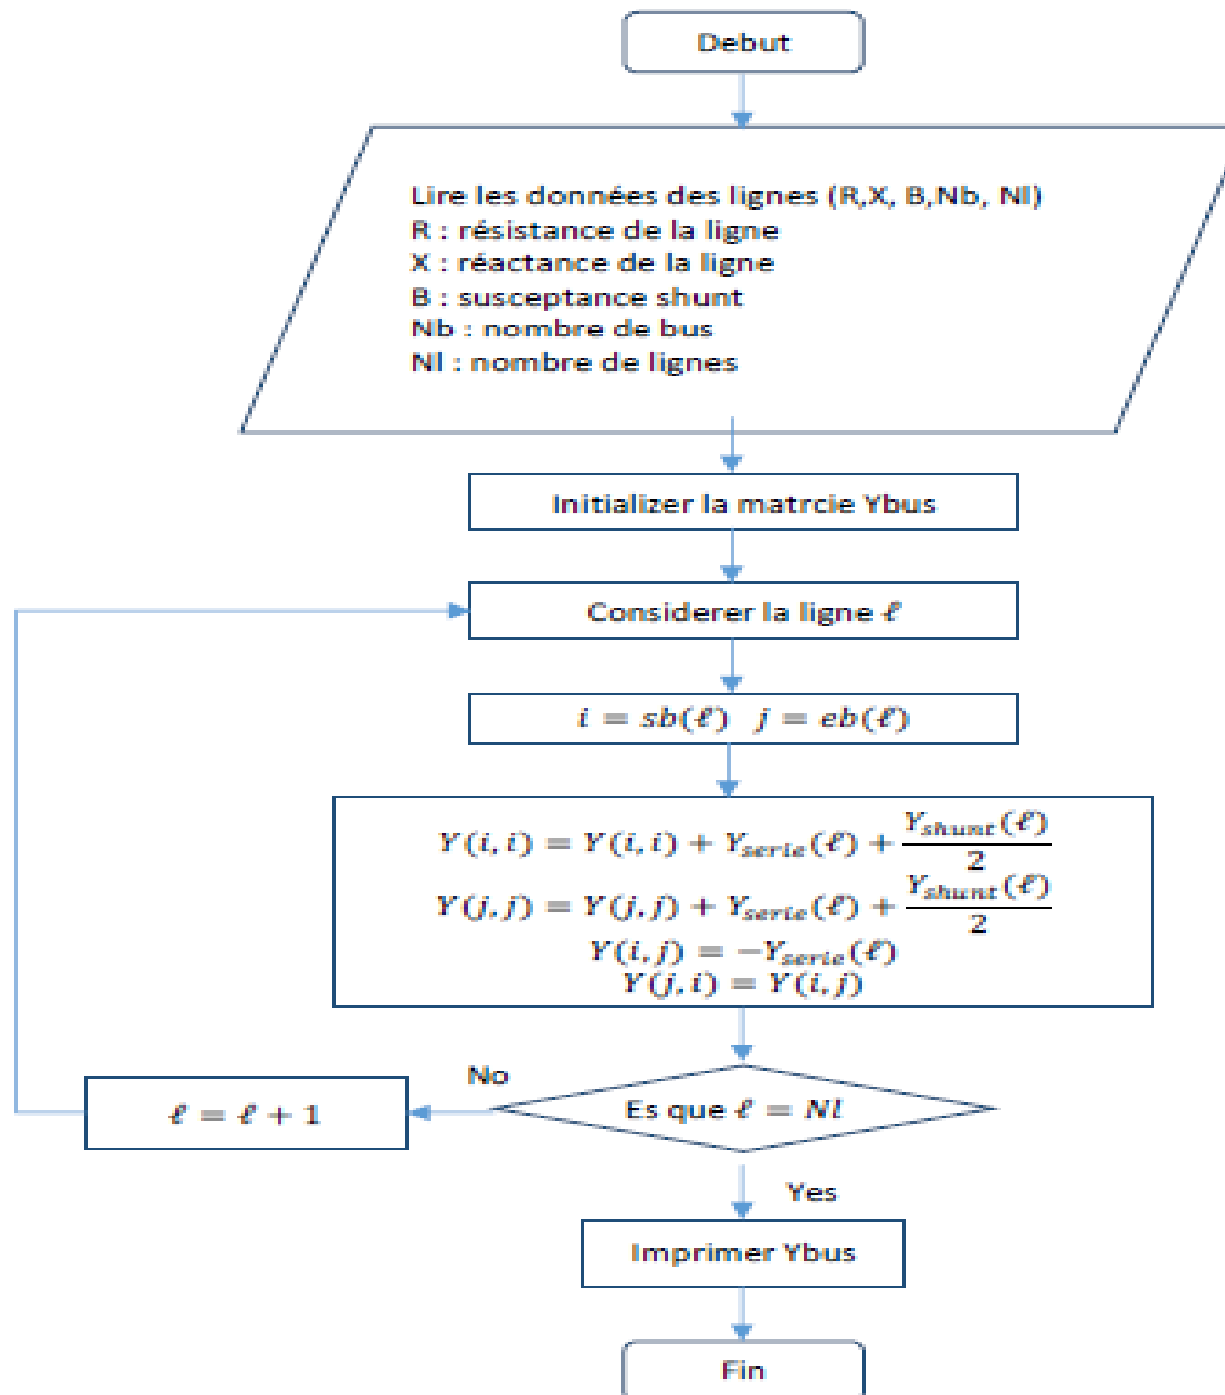 Debut
Lire les données des lignes (R,X, B,Nb, Nl)
R : résistance de la ligne
X : réactance de la ligne
B : susceptance shunt
Nb : nombre de bus
Nl : nombre de lignes
Initializer la matrcie Ybus
Considerer la ligne ℓ
i = sb(ℓ) j = eb(ℓ)
Y(i,i) = Y(i,i) + Y_serie(ℓ) + Y_shunt(ℓ)/2
Y(j,j) = Y(j,j) + Y_serie(ℓ) + Y_shunt(ℓ)/2
Y(i,j) = −Y_serie(ℓ)
Y(j,i) = Y(i,j)
No
Es que ℓ = Nl
ℓ = ℓ + 1
Yes
Imprimer Ybus
Fin